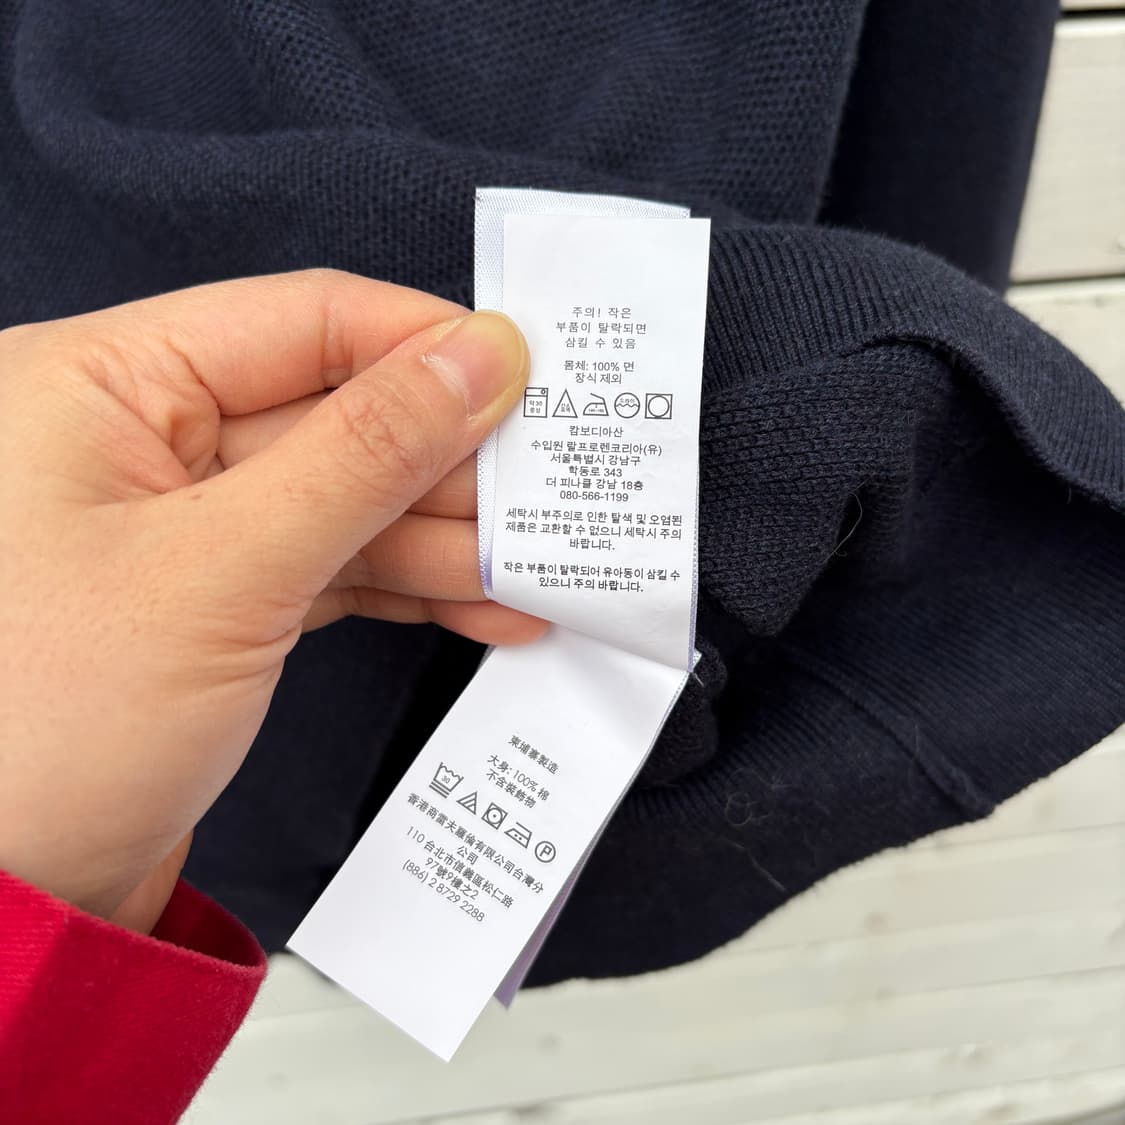 주의! 작은
부품이 탈락되면
삼킬 수 있음
몸체: 100% 면
장식 제외
약 30
중성
캄보디아산
수입원 랄프로렌코리아(유)
서울특별시 강남구
학동로 343
더 피나클 강남 18층
080-566-1199
세탁시 부주의로 인한 탈색 및 오염된
제품은 교환할 수 없으니 세탁시 주의
바랍니다.
작은 부품이 탈락되어 유아동이 삼킬 수
있으니 주의 바랍니다.
柬埔寨製造
大身: 100% 棉
不含裝飾物
30
P
香港商雷夫羅倫有限公司台灣分
公司
110 台北市信義區松仁路
97號9樓之2
(886) 2 8729 2288